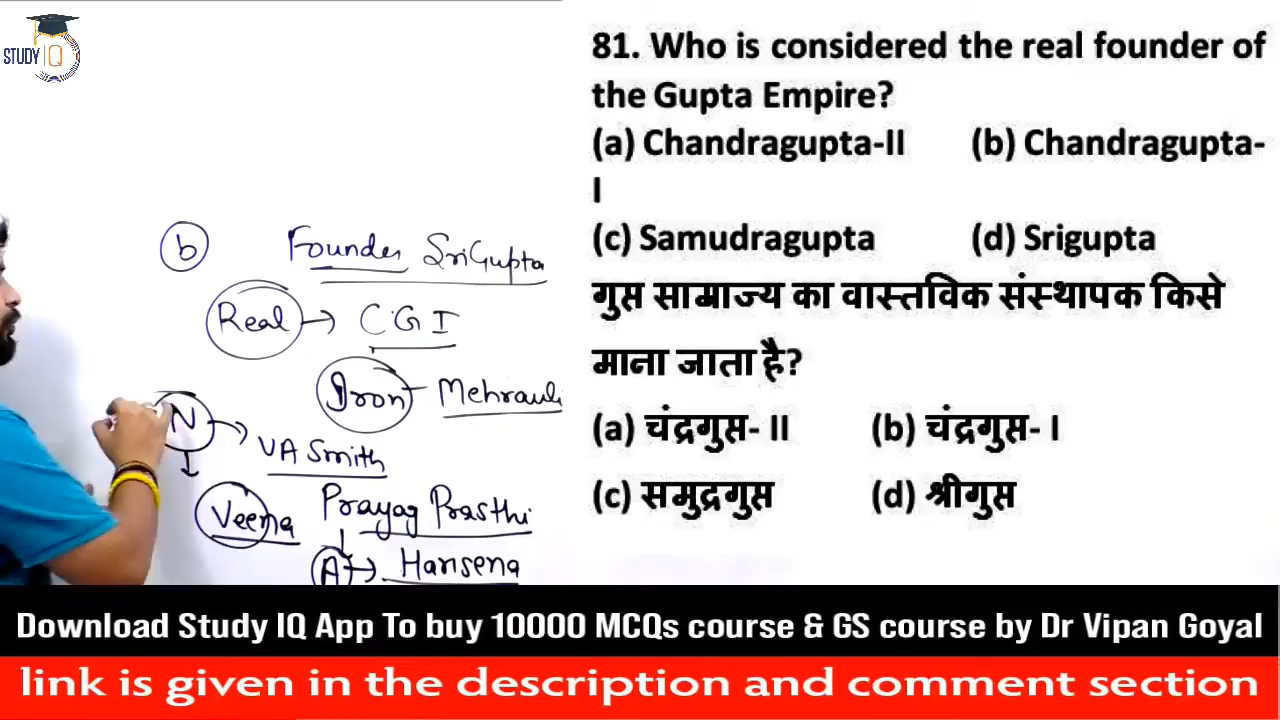 STUDY IQ
81. Who is considered the real founder of
the Gupta Empire?
(a) Chandragupta-II (b) Chandragupta-
I
(c) Samudragupta (d) Srigupta
गुप्त साम्राज्य का वास्तविक संस्थापक किसे
माना जाता है?
(a) चंद्रगुप्त- II (b) चंद्रगुप्त- I
(c) समुद्रगुप्त (d) श्रीगुप्त
b Founder SriGupta
Real → CGI
Iron - Mehrauli
N → VA Smith
Veena Prayag Prasthi
A → Harisena
Download Study IQ App To buy 10000 MCQs course & GS course by Dr Vipan Goyal
link is given in the description and comment section